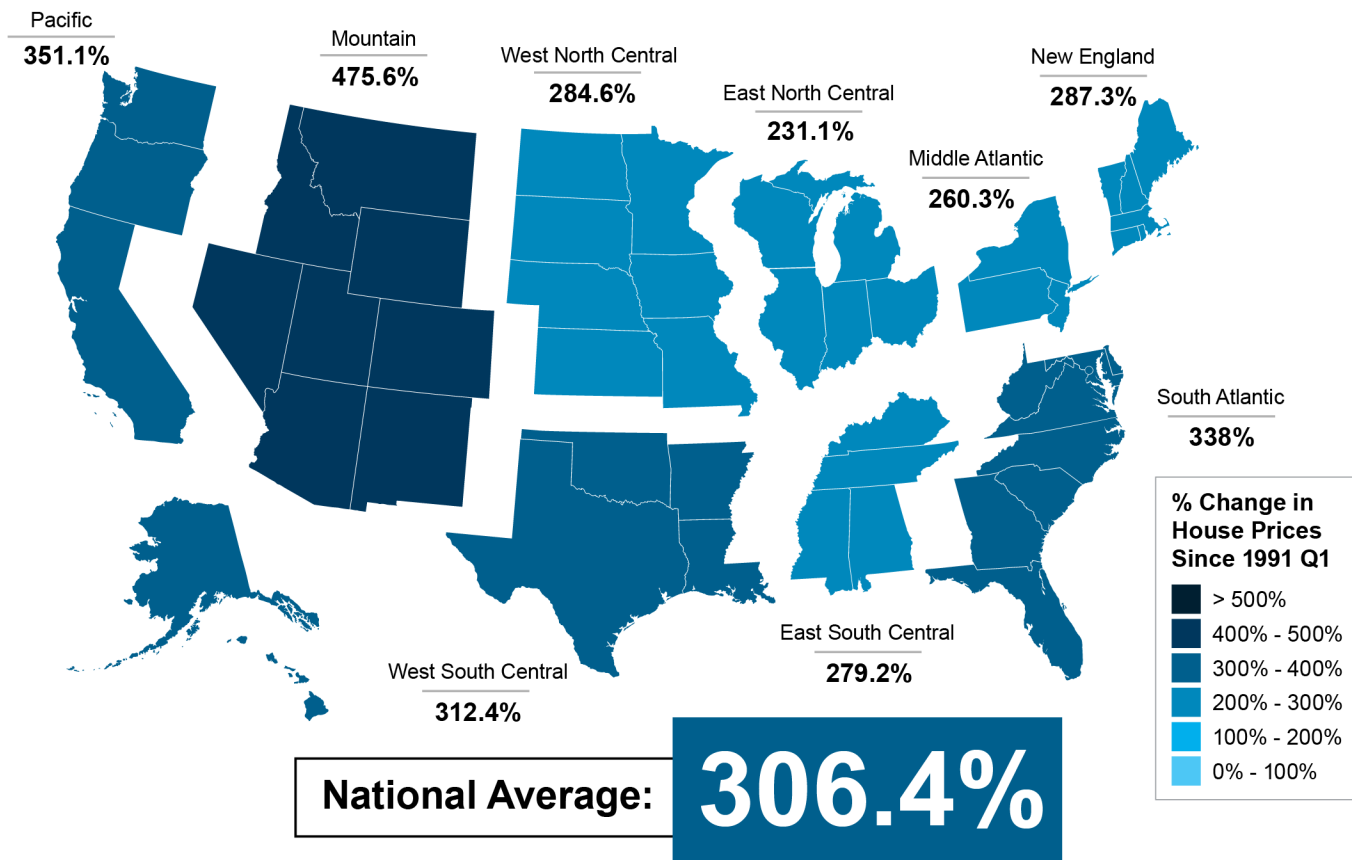 Pacific
351.1%
Mountain
475.6%
West North Central
284.6%
East North Central
231.1%
New England
287.3%
Middle Atlantic
260.3%
South Atlantic
338%
% Change in
House Prices
Since 1991 Q1
> 500%
400% - 500%
300% - 400%
200% - 300%
100% - 200%
0% - 100%
East South Central
279.2%
West South Central
312.4%
National Average:
306.4%